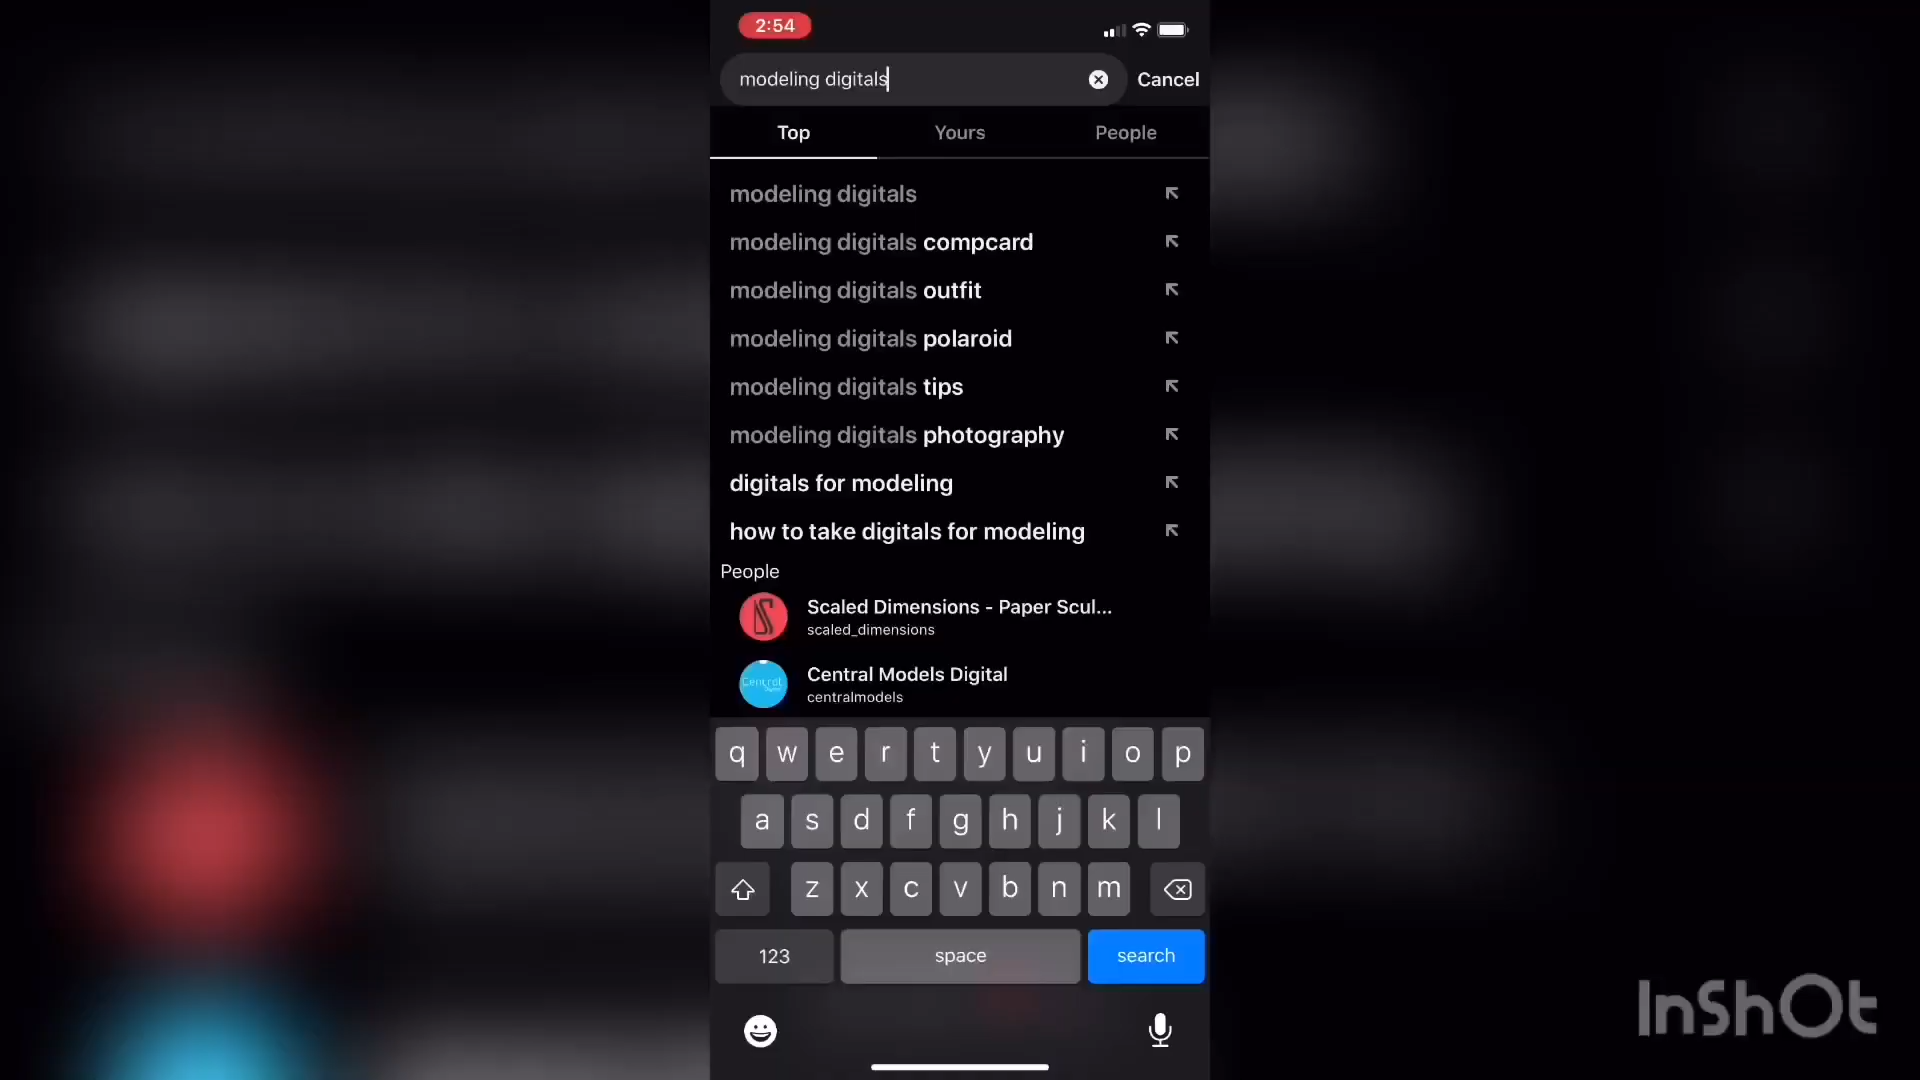 2:54
modeling digitals
Cancel
Top
Yours
People
modeling digitals
modeling digitals compcard
modeling digitals outfit
modeling digitals polaroid
modeling digitals tips
modeling digitals photography
digitals for modeling
how to take digitals for modeling
People
Scaled Dimensions - Paper Scul...
scaled_dimensions
Central
Central Models Digital
centralmodels
q w e r t y u i o p
a s d f g h j k l
z x c v b n m
123
space
search
InShOt